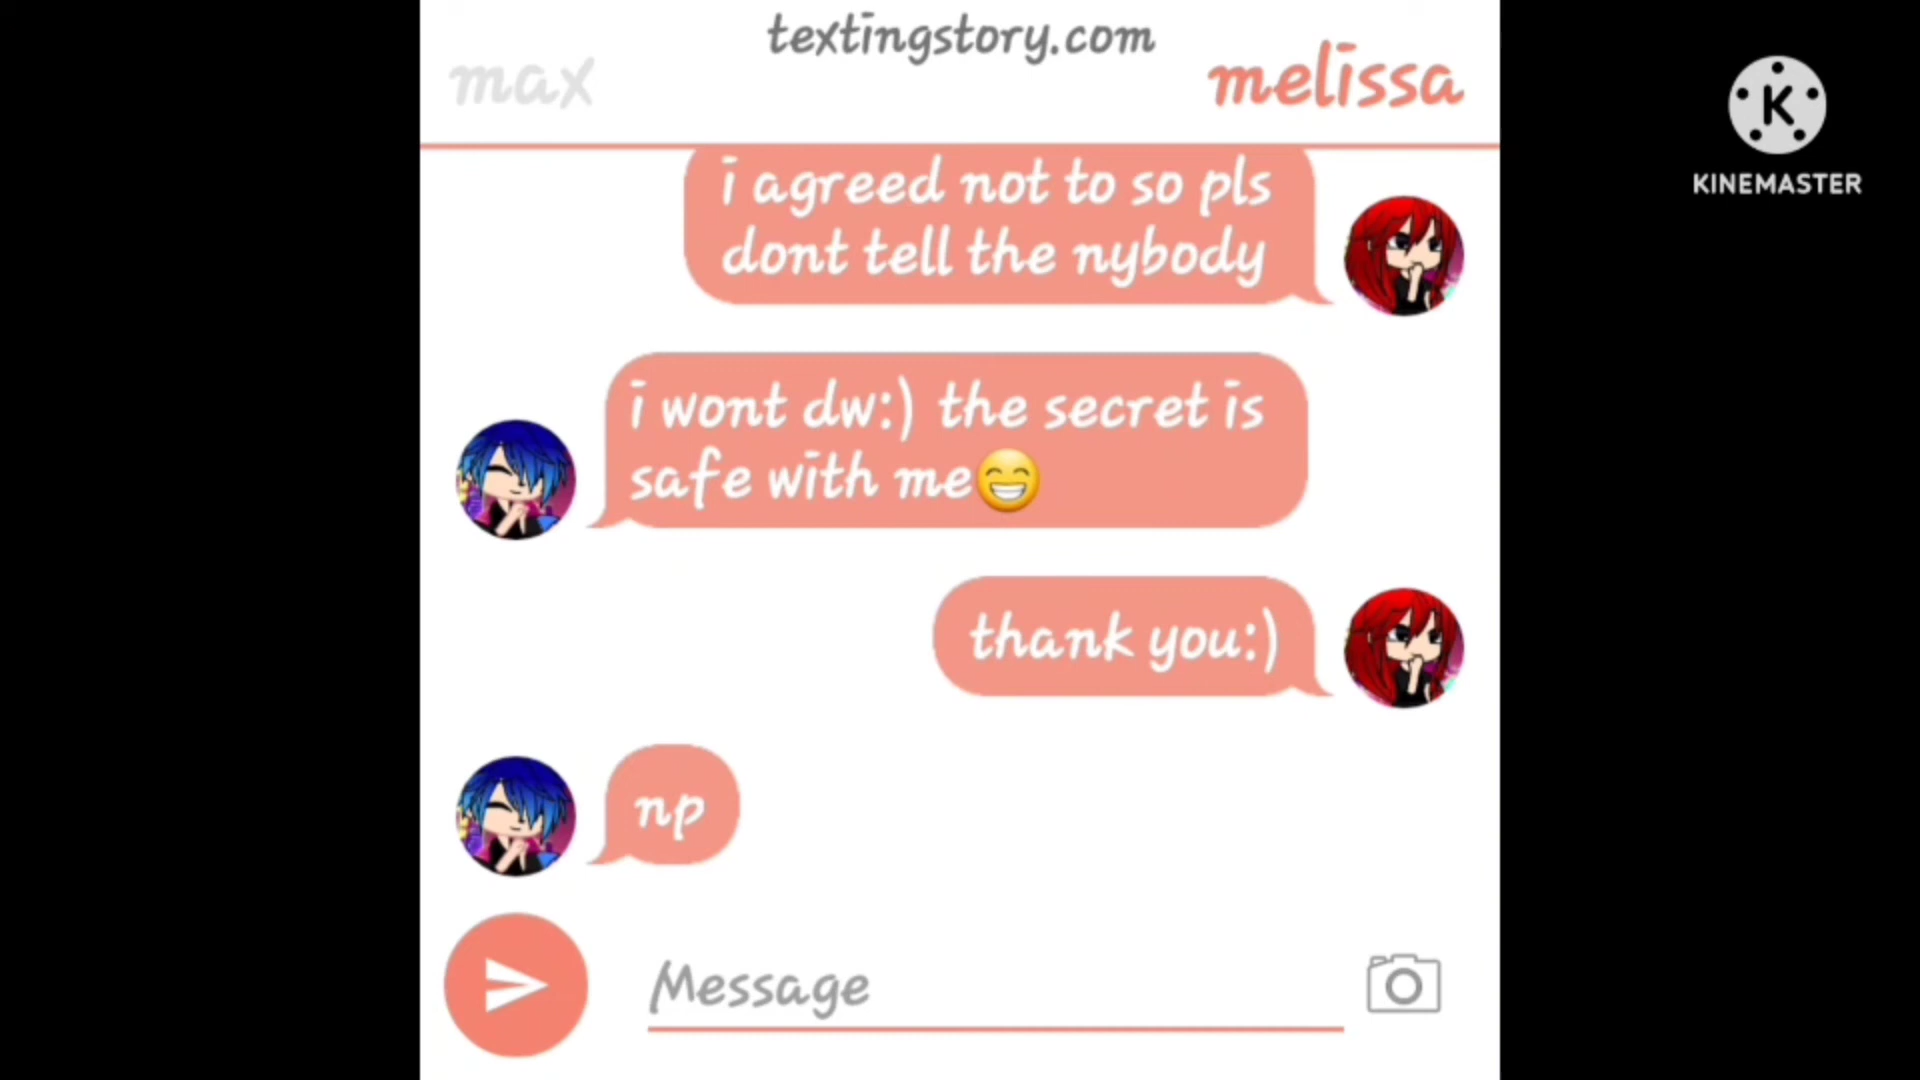 textingstory.com
max
melissa
K
KINEMASTER
i agreed not to so pls
dont tell the nybody
i wont dw:) the secret is
safe with me😁
thank you:)
np
Message